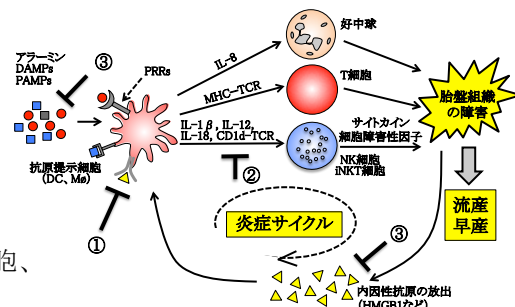 アラーミン
DAMPs
PAMPs
③
PRRs
IL-8
好中球
MHC-TCR
T細胞
IL-1β, IL-12,
IL-18, CD1d-TCR
サイトカイン
細胞障害性因子
NK細胞
iNKT細胞
胎盤組織
の障害
抗原提示細胞
(DC、Mø)
②
①
炎症サイクル
流産
早産
③
内因性抗原の放出
(HMGB1など)
胞、